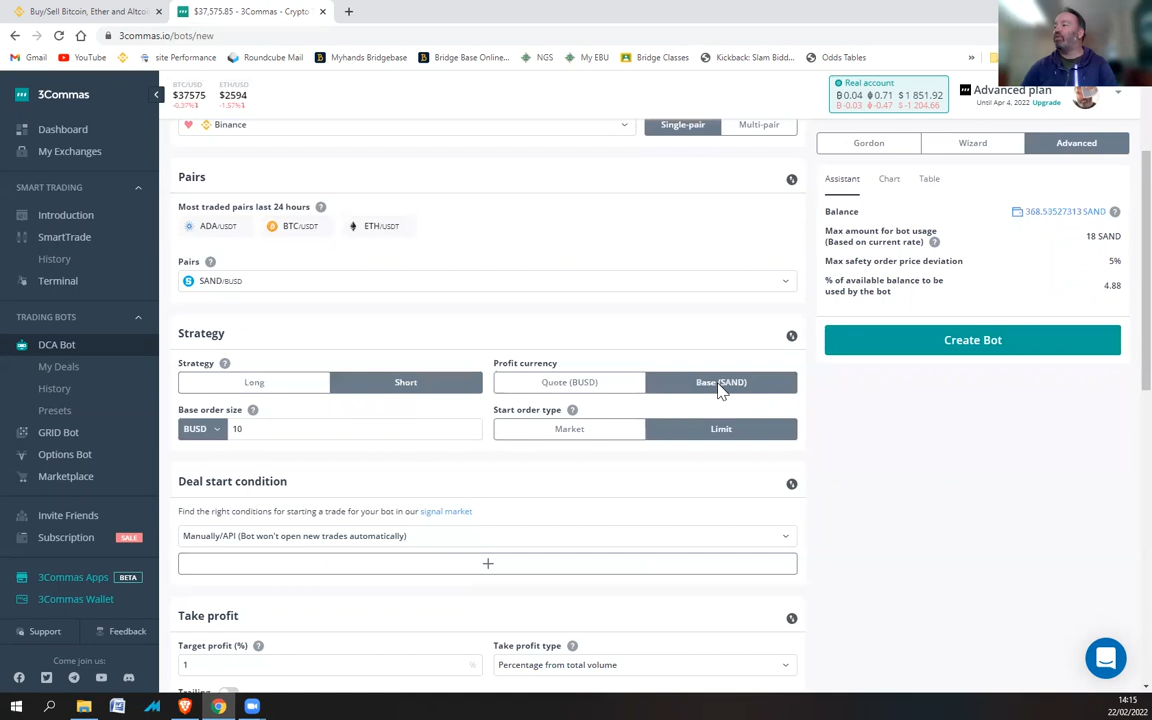 Buy/Sell Bitcoin, Ether and Altco
$37,575.85 - 3Commas - Crypto
3commas.io/bots/new
Gmail
YouTube
site Performance
Roundcube Mail
Myhands Bridgebase
Bridge Base Online...
NGS
My EBU
Bridge Classes
Kickback: Slam Bidd...
Odds Tables
»
3Commas
BTC/USD
$37575
-0.37%
ETH/USD
$2594
-1.57%
Real account
0.04 0.71 $ 1 851.92
-0.03 -0.47 $ -1 204.66
Advanced plan
Until Apr 4, 2022 Upgrade
Dashboard
My Exchanges
SMART TRADING
Introduction
SmartTrade
History
Terminal
TRADING BOTS
DCA Bot
My Deals
History
Presets
GRID Bot
Options Bot
Marketplace
Invite Friends
Subscription SALE
3Commas Apps BETA
3Commas Wallet
Support
Feedback
Come join us:
Binance
Single-pair
Multi-pair
Pairs
Most traded pairs last 24 hours ?
ADA/USDT
BTC/USDT
ETH/USDT
Pairs ?
SAND/BUSD
Strategy
Strategy ?
Profit currency
Long
Short
Quote (BUSD)
Base (SAND)
Base order size ?
Start order type ?
BUSD
10
Market
Limit
Deal start condition
Find the right conditions for starting a trade for your bot in our signal market
Manually/API (Bot won't open new trades automatically)
+
Take profit
Target profit (%) ?
Take profit type ?
1
%
Percentage from total volume
Trailing
Gordon
Wizard
Advanced
Assistant
Chart
Table
Balance
368.53527313 SAND ?
Max amount for bot usage
(Based on current rate) ?
18 SAND
Max safety order price deviation
5%
% of available balance to be
used by the bot
4.88
Create Bot
14:15
22/02/2022